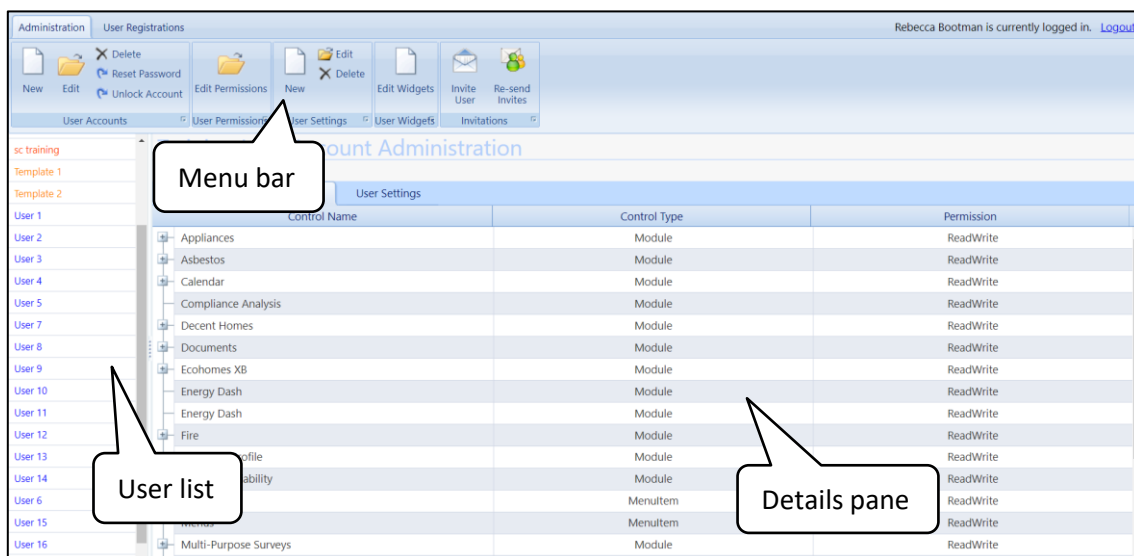 Administration User Registrations Rebecca Bootman is currently logged in. Logout
New Edit Delete Reset Password Unlock Account Edit Permissions New Edit Delete Edit Widgets Invite User Re-send Invites
User Accounts User Permissions User Settings User Widgets Invitations
Menu bar
Administration
User Settings
Control Name Control Type Permission
sc training
Template 1
Template 2
User 1
User 2 Appliances Module ReadWrite
User 3 Asbestos Module ReadWrite
User 4 Calendar Module ReadWrite
User 5 Compliance Analysis Module ReadWrite
User 7 Decent Homes Module ReadWrite
User 8 Documents Module ReadWrite
User 9 Ecohomes XB Module ReadWrite
User 10 Energy Dash Module ReadWrite
User 11 Energy Dash Module ReadWrite
User 12 Fire Module ReadWrite
User 13 Module ReadWrite
User 14 Module ReadWrite
User 6 MenuItem ReadWrite
User 15 MenuItem ReadWrite
User 16 Multi-Purpose Surveys Module ReadWrite
User list
Details pane